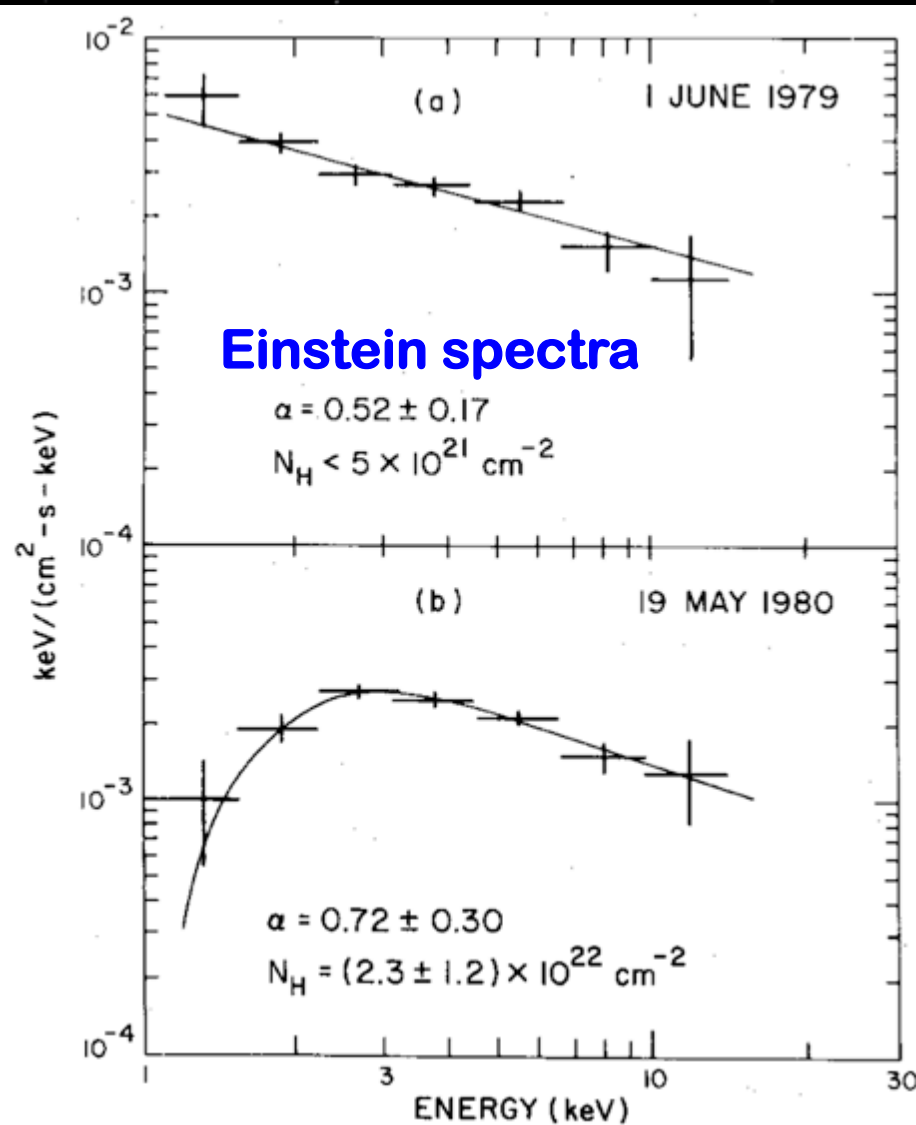 10⁻²
(a)
1 JUNE 1979
10⁻³
Einstein spectra
α = 0.52 ± 0.17
N_H < 5 × 10²¹ cm⁻²
keV/(cm² -s - keV)
10⁻⁴
(b)
19 MAY 1980
10⁻³
α = 0.72 ± 0.30
N_H = (2.3 ± 1.2) × 10²² cm⁻²
10⁻⁴
1 3 10 30
ENERGY (keV)